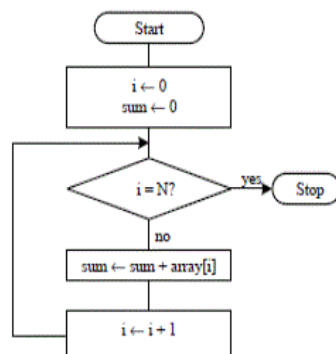 Start
i ← 0
sum ← 0
i = N?
yes
Stop
no
sum ← sum + array[i]
i ← i + 1